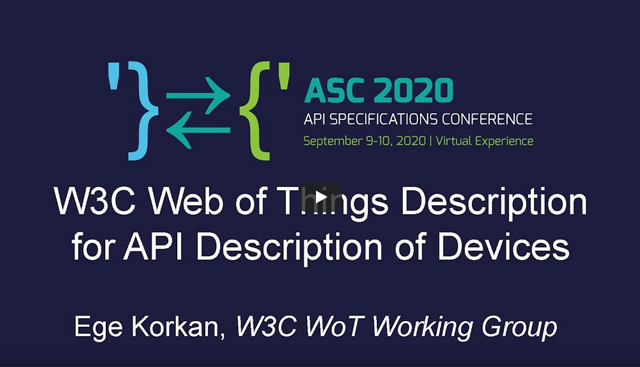 '}
{'
ASC 2020
API SPECIFICATIONS CONFERENCE
September 9-10, 2020 | Virtual Experience
W3C Web of Things Description
for API Description of Devices
Ege Korkan, W3C WoT Working Group